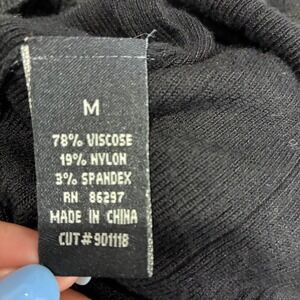 M
78% VISCOSE
19% NYLON
3% SPANDEX
RN 86297
MADE IN CHINA
CUT# 901118